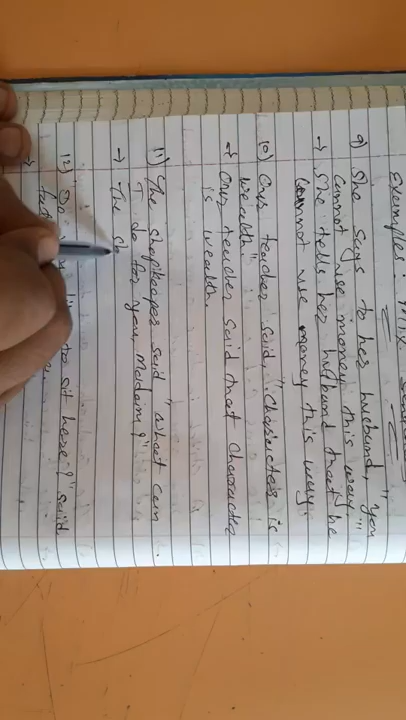 Examples: Mix
9) She says to her husband, "you
cannot use money this way."
→ She tells her husband that he
cannot use money this way.
10) Our teacher said, "Character is
wealth"
→ Our teacher said that character
is wealth.
11) The shopkeeper said "what can
I do for you, Madam?"
→ The sh
12) "Do to sit here?" said